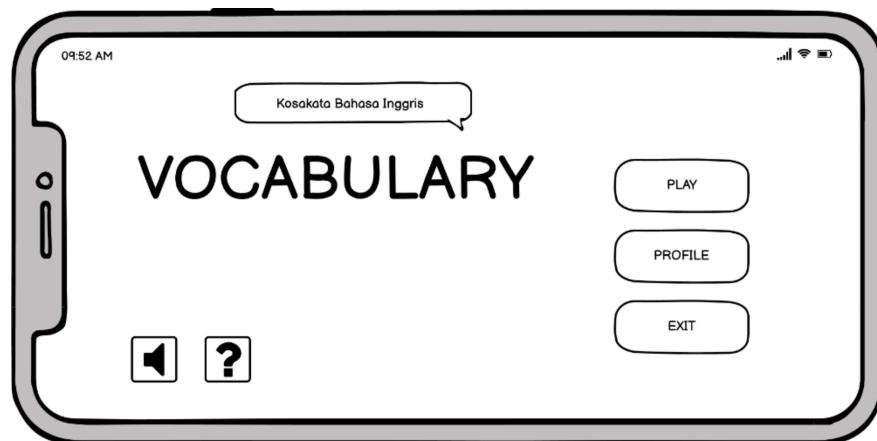 09:52 AM
Kosakata Bahasa Inggris
VOCABULARY
PLAY
PROFILE
EXIT
?